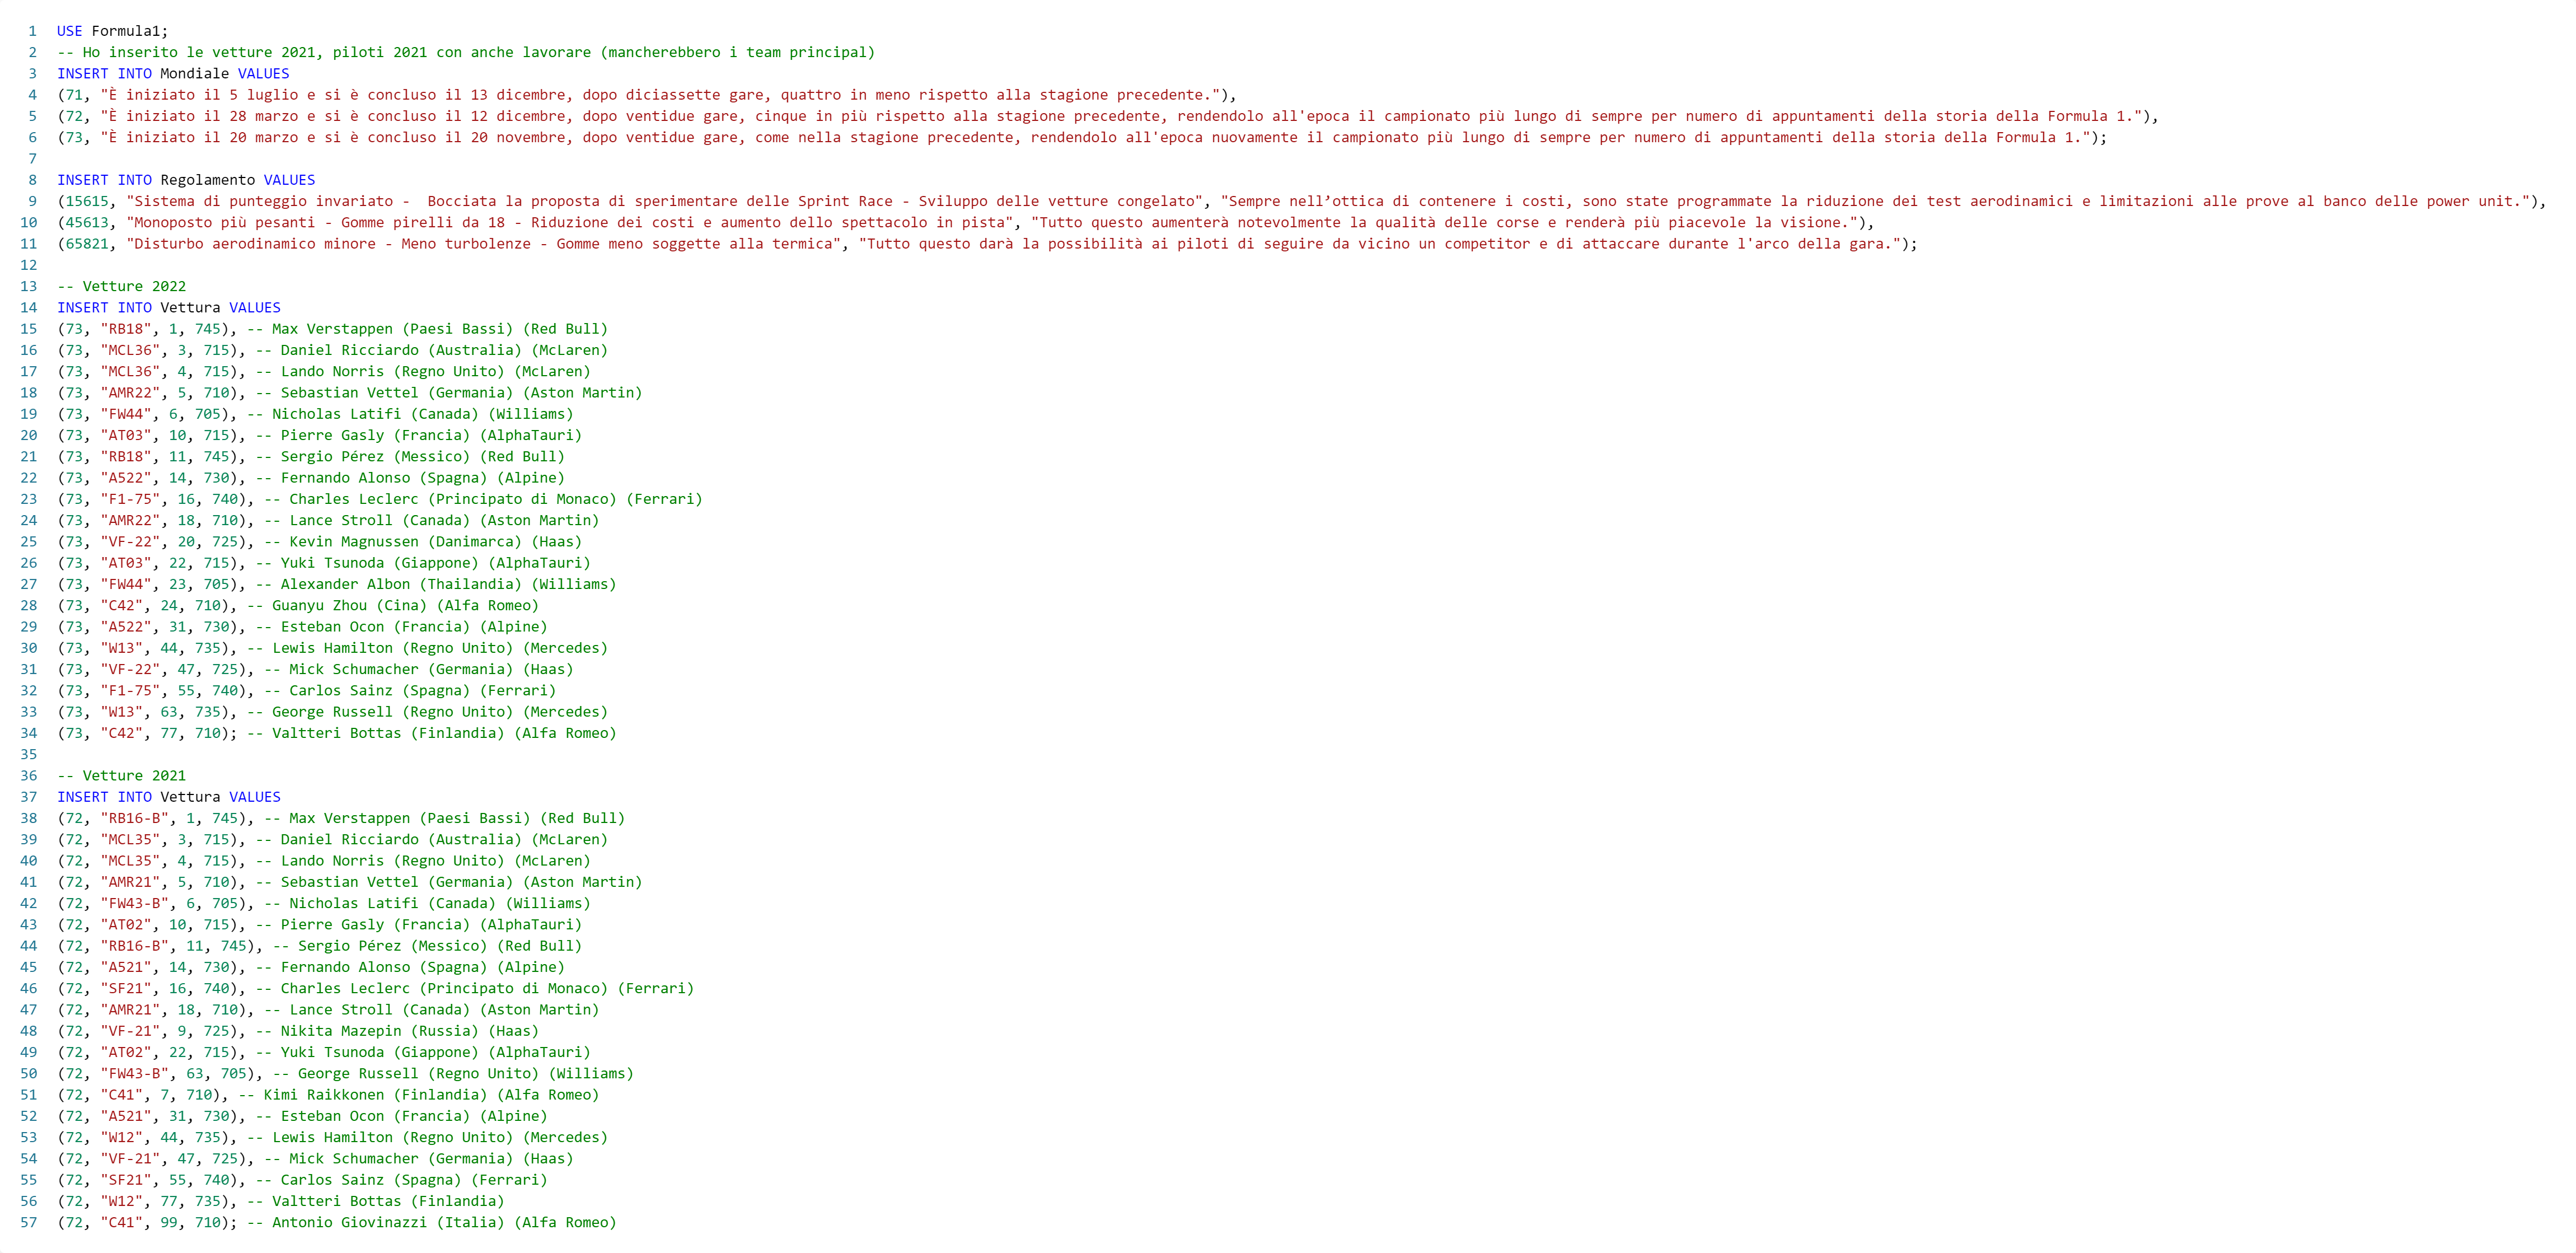 1 USE Formula1;
2 -- Ho inserito le vetture 2021, piloti 2021 con anche lavorare (mancherebbero i team principal)
3 INSERT INTO Mondiale VALUES
4 (71, "È iniziato il 5 luglio e si è concluso il 13 dicembre, dopo diciassette gare, quattro in meno rispetto alla stagione precedente."),
5 (72, "È iniziato il 28 marzo e si è concluso il 12 dicembre, dopo ventidue gare, cinque in più rispetto alla stagione precedente, rendendolo all'epoca il campionato più lungo di sempre per numero di appuntamenti della storia della Formula 1."),
6 (73, "È iniziato il 20 marzo e si è concluso il 20 novembre, dopo ventidue gare, come nella stagione precedente, rendendolo all'epoca nuovamente il campionato più lungo di sempre per numero di appuntamenti della storia della Formula 1.");
7
8 INSERT INTO Regolamento VALUES
9 (15615, "Sistema di punteggio invariato -  Bocciata la proposta di sperimentare delle Sprint Race - Sviluppo delle vetture congelato", "Sempre nell’ottica di contenere i costi, sono state programmate la riduzione dei test aerodinamici e limitazioni alle prove al banco delle power unit."),
10 (45613, "Monoposto più pesanti - Gomme pirelli da 18 - Riduzione dei costi e aumento dello spettacolo in pista", "Tutto questo aumenterà notevolmente la qualità delle corse e renderà più piacevole la visione."),
11 (65821, "Disturbo aerodinamico minore - Meno turbolenze - Gomme meno soggette alla termica", "Tutto questo darà la possibilità ai piloti di seguire da vicino un competitor e di attaccare durante l'arco della gara.");
12
13 -- Vetture 2022
14 INSERT INTO Vettura VALUES
15 (73, "RB18", 1, 745), -- Max Verstappen (Paesi Bassi) (Red Bull)
16 (73, "MCL36", 3, 715), -- Daniel Ricciardo (Australia) (McLaren)
17 (73, "MCL36", 4, 715), -- Lando Norris (Regno Unito) (McLaren)
18 (73, "AMR22", 5, 710), -- Sebastian Vettel (Germania) (Aston Martin)
19 (73, "FW44", 6, 705), -- Nicholas Latifi (Canada) (Williams)
20 (73, "AT03", 10, 715), -- Pierre Gasly (Francia) (AlphaTauri)
21 (73, "RB18", 11, 745), -- Sergio Pérez (Messico) (Red Bull)
22 (73, "A522", 14, 730), -- Fernando Alonso (Spagna) (Alpine)
23 (73, "F1-75", 16, 740), -- Charles Leclerc (Principato di Monaco) (Ferrari)
24 (73, "AMR22", 18, 710), -- Lance Stroll (Canada) (Aston Martin)
25 (73, "VF-22", 20, 725), -- Kevin Magnussen (Danimarca) (Haas)
26 (73, "AT03", 22, 715), -- Yuki Tsunoda (Giappone) (AlphaTauri)
27 (73, "FW44", 23, 705), -- Alexander Albon (Thailandia) (Williams)
28 (73, "C42", 24, 710), -- Guanyu Zhou (Cina) (Alfa Romeo)
29 (73, "A522", 31, 730), -- Esteban Ocon (Francia) (Alpine)
30 (73, "W13", 44, 735), -- Lewis Hamilton (Regno Unito) (Mercedes)
31 (73, "VF-22", 47, 725), -- Mick Schumacher (Germania) (Haas)
32 (73, "F1-75", 55, 740), -- Carlos Sainz (Spagna) (Ferrari)
33 (73, "W13", 63, 735), -- George Russell (Regno Unito) (Mercedes)
34 (73, "C42", 77, 710); -- Valtteri Bottas (Finlandia) (Alfa Romeo)
35
36 -- Vetture 2021
37 INSERT INTO Vettura VALUES
38 (72, "RB16-B", 1, 745), -- Max Verstappen (Paesi Bassi) (Red Bull)
39 (72, "MCL35", 3, 715), -- Daniel Ricciardo (Australia) (McLaren)
40 (72, "MCL35", 4, 715), -- Lando Norris (Regno Unito) (McLaren)
41 (72, "AMR21", 5, 710), -- Sebastian Vettel (Germania) (Aston Martin)
42 (72, "FW43-B", 6, 705), -- Nicholas Latifi (Canada) (Williams)
43 (72, "AT02", 10, 715), -- Pierre Gasly (Francia) (AlphaTauri)
44 (72, "RB16-B", 11, 745), -- Sergio Pérez (Messico) (Red Bull)
45 (72, "A521", 14, 730), -- Fernando Alonso (Spagna) (Alpine)
46 (72, "SF21", 16, 740), -- Charles Leclerc (Principato di Monaco) (Ferrari)
47 (72, "AMR21", 18, 710), -- Lance Stroll (Canada) (Aston Martin)
48 (72, "VF-21", 9, 725), -- Nikita Mazepin (Russia) (Haas)
49 (72, "AT02", 22, 715), -- Yuki Tsunoda (Giappone) (AlphaTauri)
50 (72, "FW43-B", 63, 705), -- George Russell (Regno Unito) (Williams)
51 (72, "C41", 7, 710), -- Kimi Raikkonen (Finlandia) (Alfa Romeo)
52 (72, "A521", 31, 730), -- Esteban Ocon (Francia) (Alpine)
53 (72, "W12", 44, 735), -- Lewis Hamilton (Regno Unito) (Mercedes)
54 (72, "VF-21", 47, 725), -- Mick Schumacher (Germania) (Haas)
55 (72, "SF21", 55, 740), -- Carlos Sainz (Spagna) (Ferrari)
56 (72, "W12", 77, 735), -- Valtteri Bottas (Finlandia)
57 (72, "C41", 99, 710); -- Antonio Giovinazzi (Italia) (Alfa Romeo)